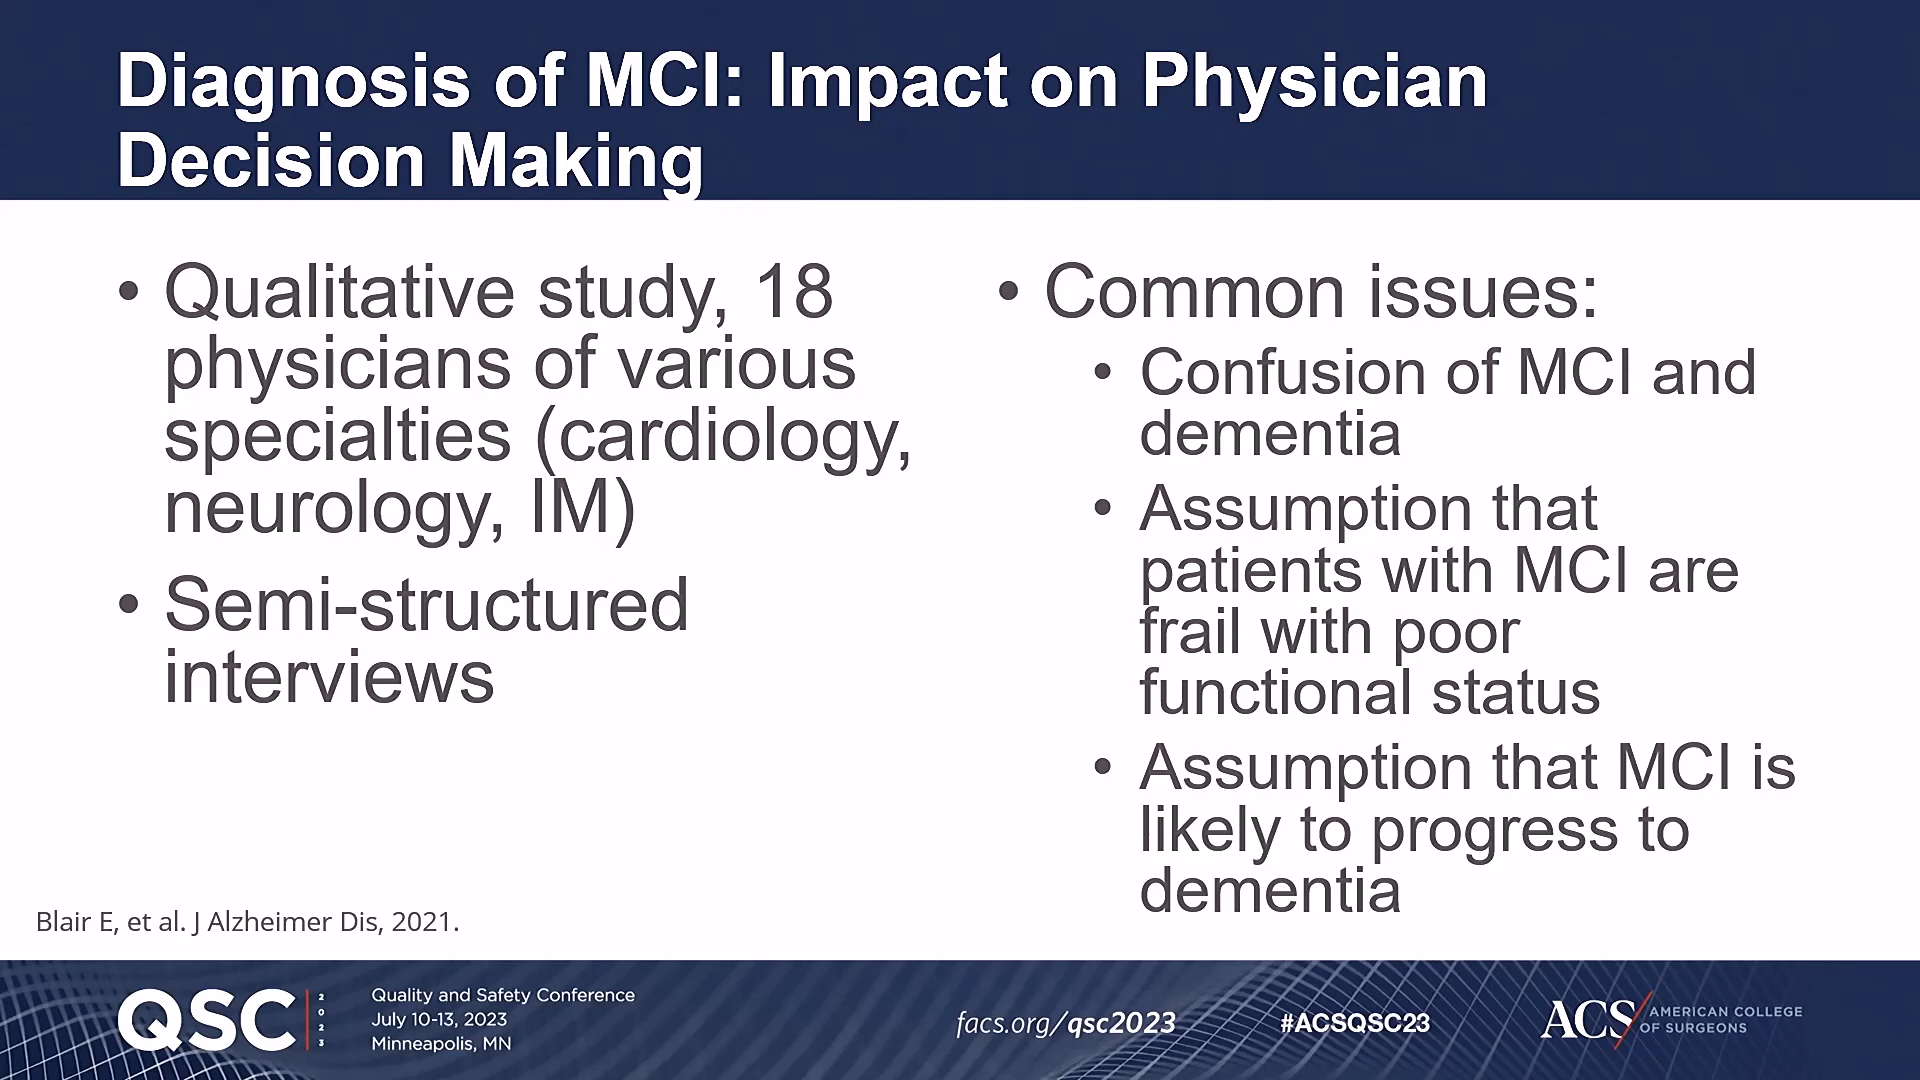 Diagnosis of MCI: Impact on Physician
Decision Making
• Qualitative study, 18
physicians of various
specialties (cardiology,
neurology, IM)
• Semi-structured
interviews
• Common issues:
• Confusion of MCI and
dementia
• Assumption that
patients with MCI are
frail with poor
functional status
• Assumption that MCI is
likely to progress to
dementia
Blair E, et al. J Alzheimer Dis, 2021.
QSC
2023
Quality and Safety Conference
July 10-13, 2023
Minneapolis, MN
facs.org/qsc2023
#ACSQSC23
ACS
AMERICAN COLLEGE
OF SURGEONS